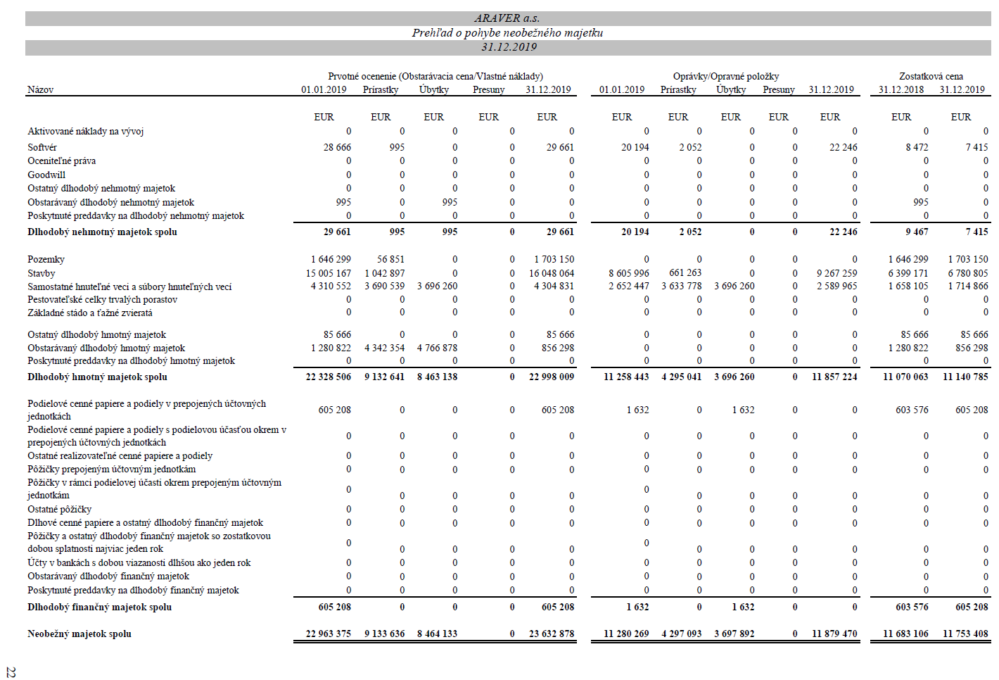 ARAVER a.s.
Prehľad o pohybe neobežného majetku
31.12.2019
Prvotné ocenenie (Obstarávacia cena/Vlastné náklady) Oprávky/Opravné položky Zostatková cena
Názov 01.01.2019 Prírastky Úbytky Presuny 31.12.2019 01.01.2019 Prírastky Úbytky Presuny 31.12.2019 31.12.2018 31.12.2019
EUR EUR EUR EUR EUR EUR EUR EUR EUR EUR EUR EUR
Aktivované náklady na vývoj 0 0 0 0 0 0 0 0 0 0 0 0
Softvér 28 666 995 0 0 29 661 20 194 2 052 0 0 22 246 8 472 7 415
Oceniteľné práva 0 0 0 0 0 0 0 0 0 0 0 0
Goodwill 0 0 0 0 0 0 0 0 0 0 0 0
Ostatný dlhodobý nehmotný majetok 0 0 0 0 0 0 0 0 0 0 0 0
Obstarávaný dlhodobý nehmotný majetok 995 0 995 0 0 0 0 0 0 0 995 0
Poskytnuté preddavky na dlhodobý nehmotný majetok 0 0 0 0 0 0 0 0 0 0 0 0
Dlhodobý nehmotný majetok spolu 29 661 995 995 0 29 661 20 194 2 052 0 0 22 246 9 467 7 415
Pozemky 1 646 299 56 851 0 0 1 703 150 0 0 0 0 0 1 646 299 1 703 150
Stavby 15 005 167 1 042 897 0 0 16 048 064 8 605 996 661 263 0 0 9 267 259 6 399 171 6 780 805
Samostatné hnuteľné veci a súbory hnuteľných vecí 4 310 552 3 690 539 3 696 260 0 4 304 831 2 652 447 3 633 778 3 696 260 0 2 589 965 1 658 105 1 714 866
Pestovateľské celky trvalých porastov 0 0 0 0 0 0 0 0 0 0 0 0
Základné stádo a ťažné zvieratá 0 0 0 0 0 0 0 0 0 0 0 0
Ostatný dlhodobý hmotný majetok 85 666 0 0 0 85 666 0 0 0 0 0 85 666 85 666
Obstarávaný dlhodobý hmotný majetok 1 280 822 4 342 354 4 766 878 0 856 298 0 0 0 0 0 1 280 822 856 298
Poskytnuté preddavky na dlhodobý hmotný majetok 0 0 0 0 0 0 0 0 0 0 0 0
Dlhodobý hmotný majetok spolu 22 328 506 9 132 641 8 463 138 0 22 998 009 11 258 443 4 295 041 3 696 260 0 11 857 224 11 070 063 11 140 785
Podielové cenné papiere a podiely v prepojených účtovných
jednotkách 605 208 0 0 0 605 208 1 632 0 1 632 0 0 603 576 605 208
Podielové cenné papiere a podiely s podielovou účasťou okrem v
prepojených účtovných jednotkách 0 0 0 0 0 0 0 0 0 0 0 0
Ostatné realizovateľné cenné papiere a podiely 0 0 0 0 0 0 0 0 0 0 0 0
Pôžičky prepojeným účtovným jednotkám 0 0 0 0 0 0 0 0 0 0 0 0
Pôžičky v rámci podielovej účasti okrem prepojeným účtovným
jednotkám 0 0 0 0 0 0 0 0 0 0 0 0
Ostatné pôžičky 0 0 0 0 0 0 0 0 0 0 0 0
Dlhové cenné papiere a ostatný dlhodobý finančný majetok 0 0 0 0 0 0 0 0 0 0 0 0
Pôžičky a ostatný dlhodobý finančný majetok so zostatkovou
dobou splatnosti najviac jeden rok 0 0 0 0 0 0 0 0 0 0 0 0
Účty v bankách s dobou viazanosti dlhšou ako jeden rok 0 0 0 0 0 0 0 0 0 0 0 0
Obstarávaný dlhodobý finančný majetok 0 0 0 0 0 0 0 0 0 0 0 0
Poskytnuté preddavky na dlhodobý finančný majetok 0 0 0 0 0 0 0 0 0 0 0 0
Dlhodobý finančný majetok spolu 605 208 0 0 0 605 208 1 632 0 1 632 0 0 603 576 605 208
Neobežný majetok spolu 22 963 375 9 133 636 8 464 133 0 23 632 878 11 280 269 4 297 093 3 697 892 0 11 879 470 11 683 106 11 753 408
22